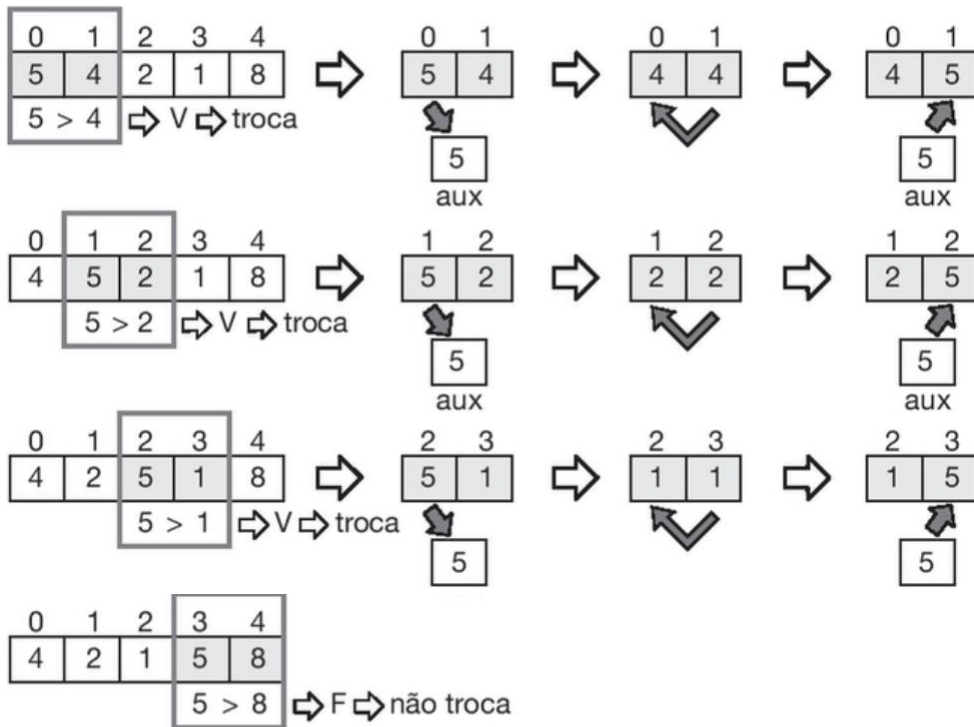 0 1 2 3 4 0 1 0 1 0 1
5 4 2 1 8 5 4 4 4 4 5
5 > 4 V troca
5 5
aux aux
0 1 2 3 4 1 2 1 2 1 2
4 5 2 1 8 5 2 2 2 2 5
5 > 2 V troca
5 5
aux aux
0 1 2 3 4 2 3 2 3 2 3
4 2 5 1 8 5 1 1 1 1 5
5 > 1 V troca
5 5
0 1 2 3 4
4 2 1 5 8
5 > 8 F não troca